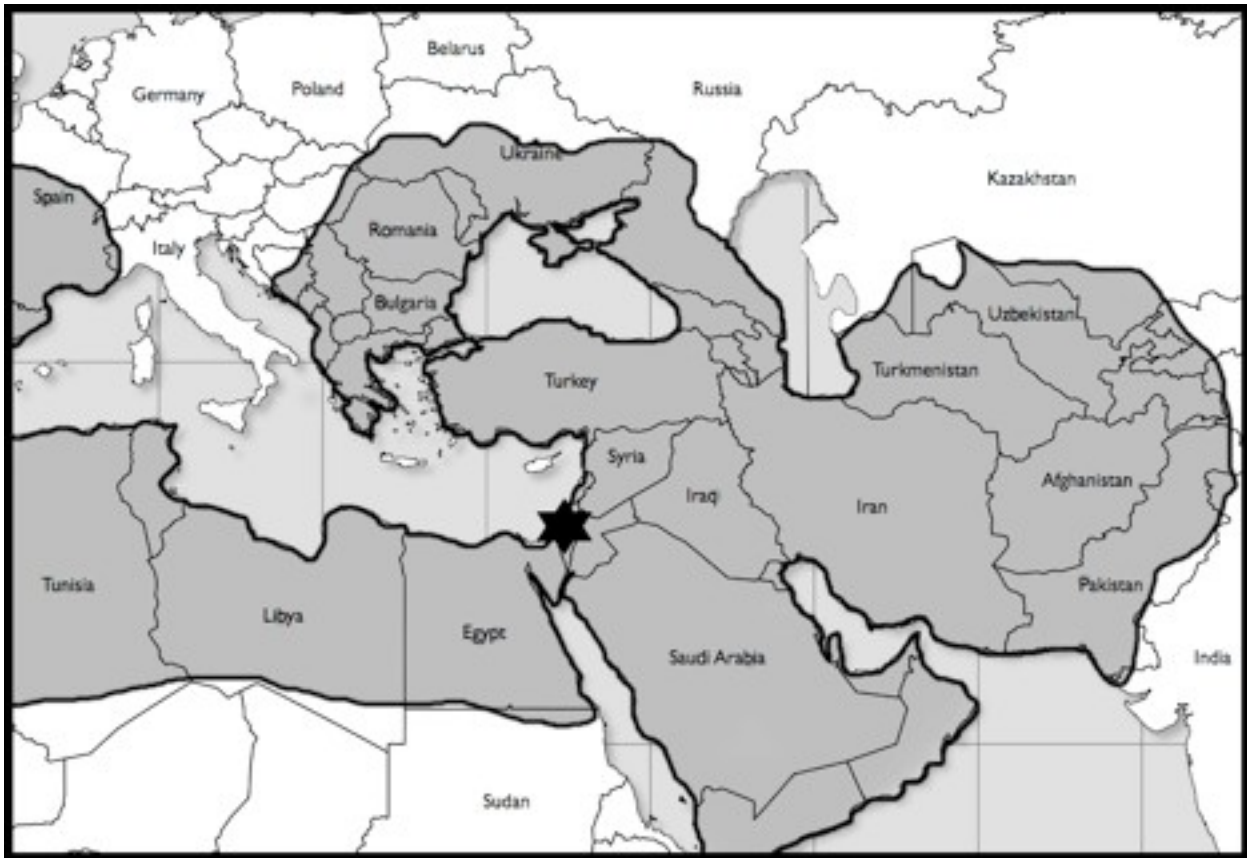 Belarus
Germany
Poland
Russia
Ukraine
Kazakhstan
Spain
Romania
Italy
Bulgaria
Uzbekistan
Turkmenistan
Turkey
Syria
Iraqi
Iran
Afghanistan
Tunisia
Libya
Egypt
Pakistan
Saudi Arabia
India
Sudan